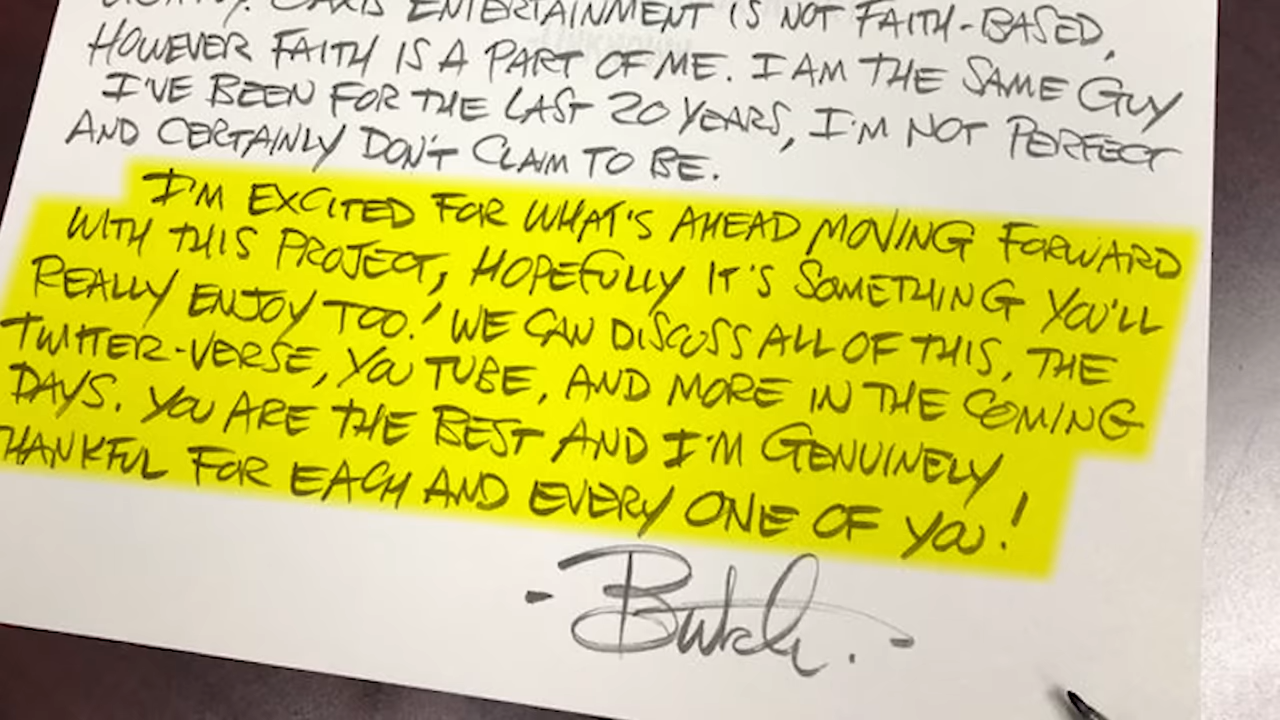 ENTERTAINMENT IS NOT FAITH-BASED,
HOWEVER FAITH IS A PART OF ME. I AM THE SAME GUY
I'VE BEEN FOR THE LAST 20 YEARS, I'M NOT PERFECT
AND CERTAINLY DON'T CLAIM TO BE.
I'M EXCITED FOR WHAT'S AHEAD MOVING FORWARD
WITH THIS PROJECT, HOPEFULLY IT'S SOMETHING YOU'LL
REALLY ENJOY TOO! WE CAN DISCUSS ALL OF THIS, THE
TWITTER-VERSE, YOU TUBE, AND MORE IN THE COMING
DAYS. YOU ARE THE BEST AND I'M GENUINELY
THANKFUL FOR EACH AND EVERY ONE OF YOU!
-Butch.-